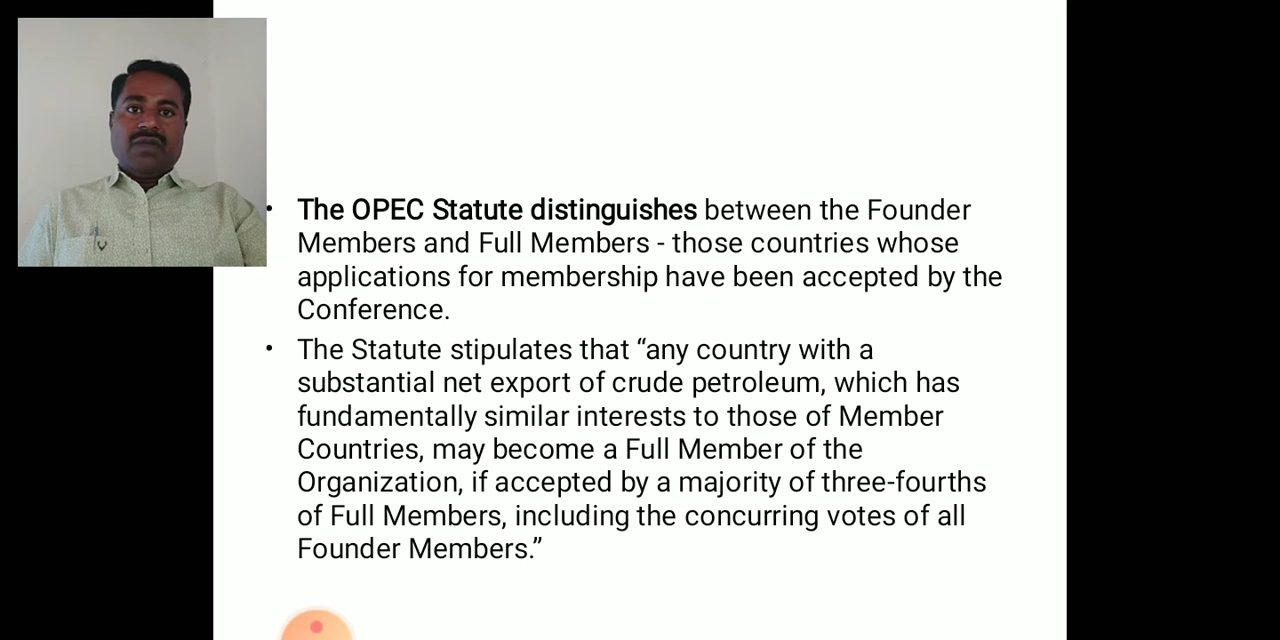 • The OPEC Statute distinguishes between the Founder
Members and Full Members - those countries whose
applications for membership have been accepted by the
Conference.
• The Statute stipulates that “any country with a
substantial net export of crude petroleum, which has
fundamentally similar interests to those of Member
Countries, may become a Full Member of the
Organization, if accepted by a majority of three-fourths
of Full Members, including the concurring votes of all
Founder Members.”